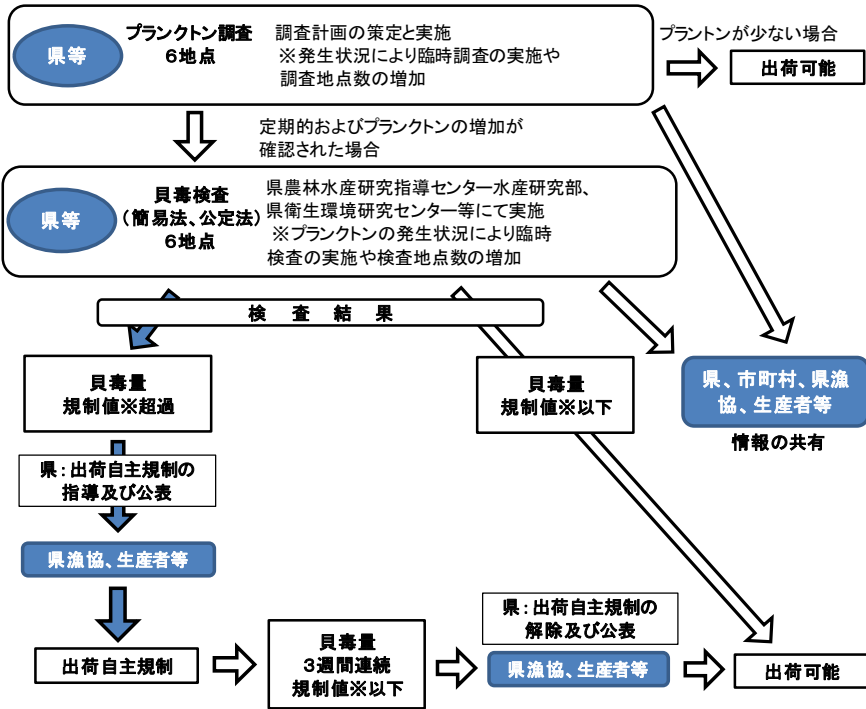 県等
プランクトン調査
６地点
調査計画の策定と実施
※発生状況により臨時調査の実施や
調査地点数の増加
プラントンが少ない場合
出荷可能
定期的およびプランクトンの増加が
確認された場合
県等
貝毒検査
（簡易法、公定法）
６地点
県農林水産研究指導センター水産研究部、
県衛生環境研究センター等にて実施
※プランクトンの発生状況により臨時
検査の実施や検査地点数の増加
検　査　結　果
貝毒量
規制値※超過
貝毒量
規制値※以下
県、市町村、県漁
協、生産者等
情報の共有
県：出荷自主規制の
指導及び公表
県漁協、生産者等
出荷自主規制
貝毒量
３週間連続
規制値※以下
県：出荷自主規制の
解除及び公表
県漁協、生産者等
出荷可能